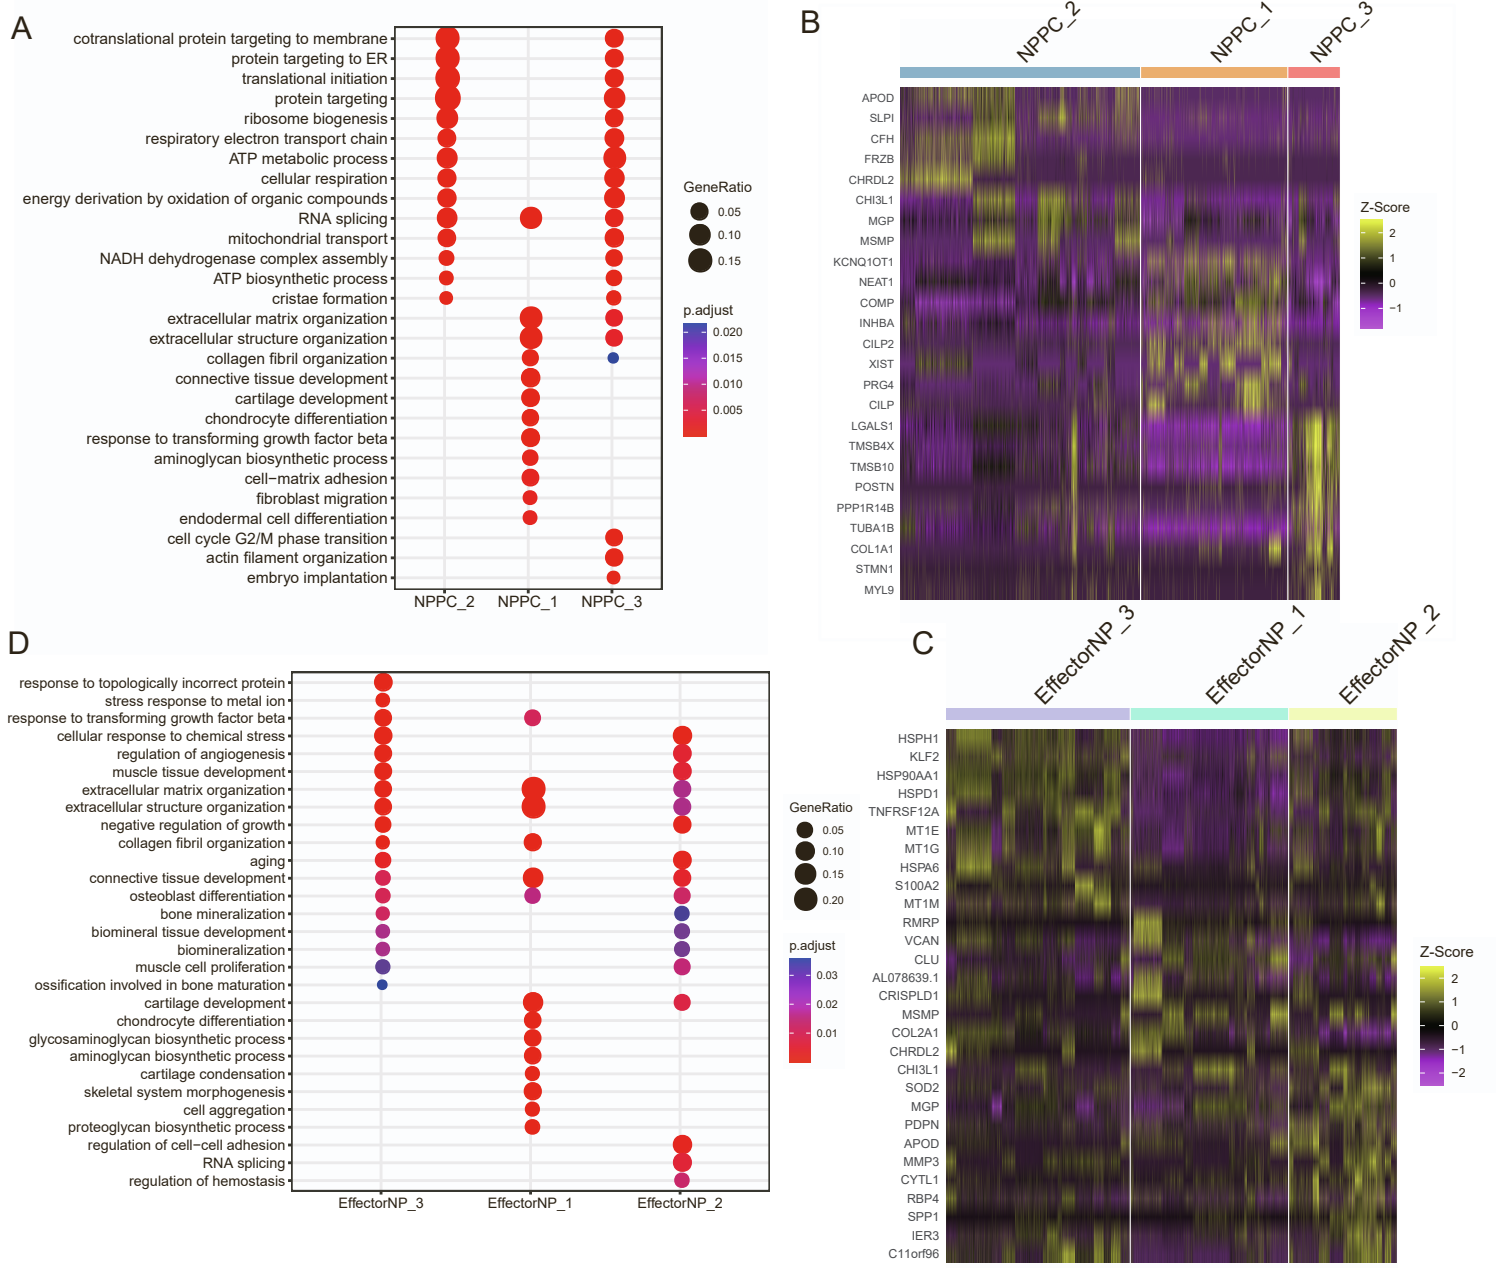 A
cotranslational protein targeting to membrane
protein targeting to ER
translational initiation
protein targeting
ribosome biogenesis
respiratory electron transport chain
ATP metabolic process
cellular respiration
energy derivation by oxidation of organic compounds
RNA splicing
mitochondrial transport
NADH dehydrogenase complex assembly
ATP biosynthetic process
cristae formation
extracellular matrix organization
extracellular structure organization
collagen fibril organization
connective tissue development
cartilage development
chondrocyte differentiation
response to transforming growth factor beta
aminoglycan biosynthetic process
cell−matrix adhesion
fibroblast migration
endodermal cell differentiation
cell cycle G2/M phase transition
actin filament organization
embryo implantation
NPPC_2 NPPC_1 NPPC_3
GeneRatio
0.05
0.10
0.15
p.adjust
0.020
0.015
0.010
0.005
B
NPPC_2 NPPC_1 NPPC_3
APOD
SLPI
CFH
FRZB
CHRDL2
CHI3L1
MGP
MSMP
KCNQ1OT1
NEAT1
COMP
INHBA
CILP2
XIST
PRG4
CILP
LGALS1
TMSB4X
TMSB10
POSTN
PPP1R14B
TUBA1B
COL1A1
STMN1
MYL9
Z-Score
2
1
0
−1
D
response to topologically incorrect protein
stress response to metal ion
response to transforming growth factor beta
cellular response to chemical stress
regulation of angiogenesis
muscle tissue development
extracellular matrix organization
extracellular structure organization
negative regulation of growth
collagen fibril organization
aging
connective tissue development
osteoblast differentiation
bone mineralization
biomineral tissue development
biomineralization
muscle cell proliferation
ossification involved in bone maturation
cartilage development
chondrocyte differentiation
glycosaminoglycan biosynthetic process
aminoglycan biosynthetic process
cartilage condensation
skeletal system morphogenesis
cell aggregation
proteoglycan biosynthetic process
regulation of cell−cell adhesion
RNA splicing
regulation of hemostasis
EffectorNP_3 EffectorNP_1 EffectorNP_2
GeneRatio
0.05
0.10
0.15
0.20
p.adjust
0.03
0.02
0.01
C
EffectorNP_3 EffectorNP_1 EffectorNP_2
HSPH1
KLF2
HSP90AA1
HSPD1
TNFRSF12A
MT1E
MT1G
HSPA6
S100A2
MT1M
RMRP
VCAN
CLU
AL078639.1
CRISPLD1
MSMP
COL2A1
CHRDL2
CHI3L1
SOD2
MGP
PDPN
APOD
MMP3
CYTL1
RBP4
SPP1
IER3
C11orf96
Z-Score
2
1
0
−1
−2